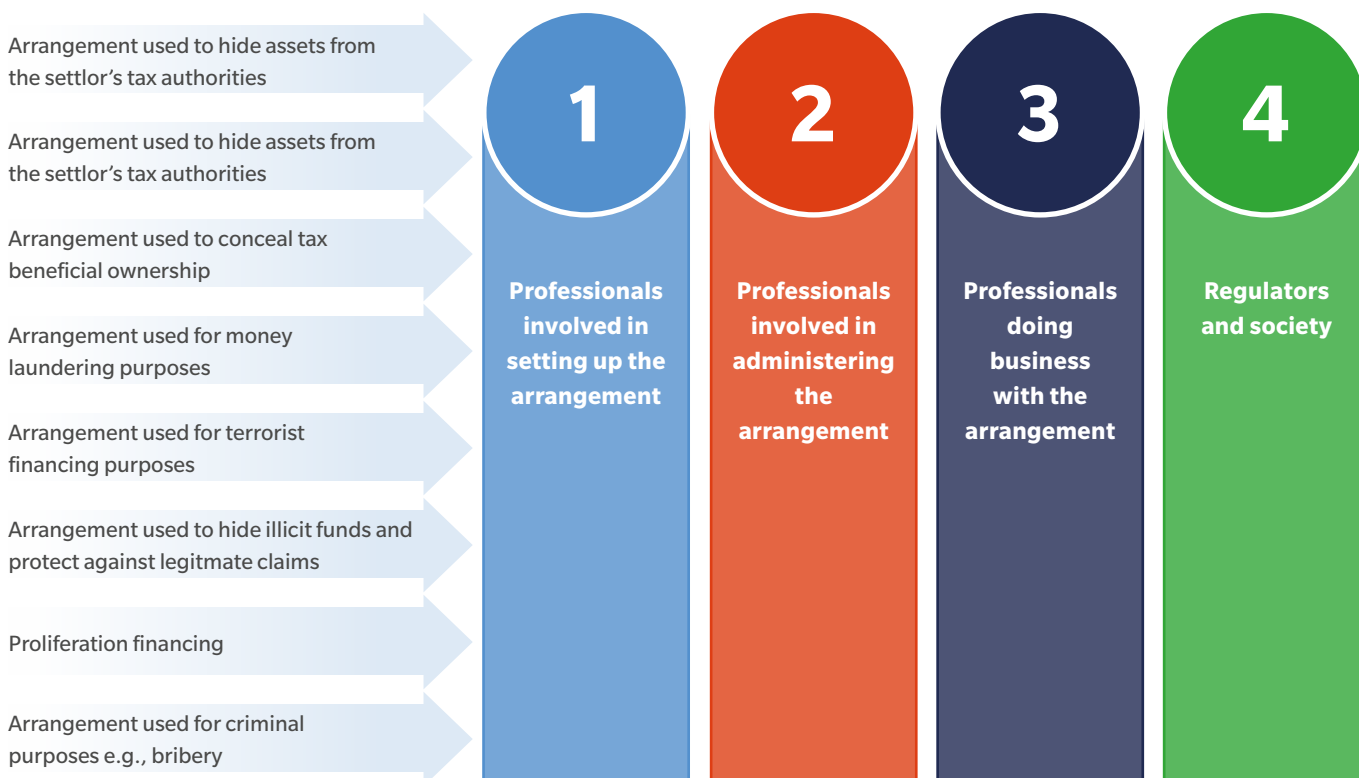 Arrangement used to hide assets from
the settlor's tax authorities
Arrangement used to hide assets from
the settlor's tax authorities
Arrangement used to conceal tax
beneficial ownership
Arrangement used for money
laundering purposes
Arrangement used for terrorist
financing purposes
Arrangement used to hide illicit funds and
protect against legitmate claims
Proliferation financing
Arrangement used for criminal
purposes e.g., bribery
1
Professionals
involved in
setting up the
arrangement
2
Professionals
involved in
administering
the
arrangement
3
Professionals
doing
business
with the
arrangement
4
Regulators
and society